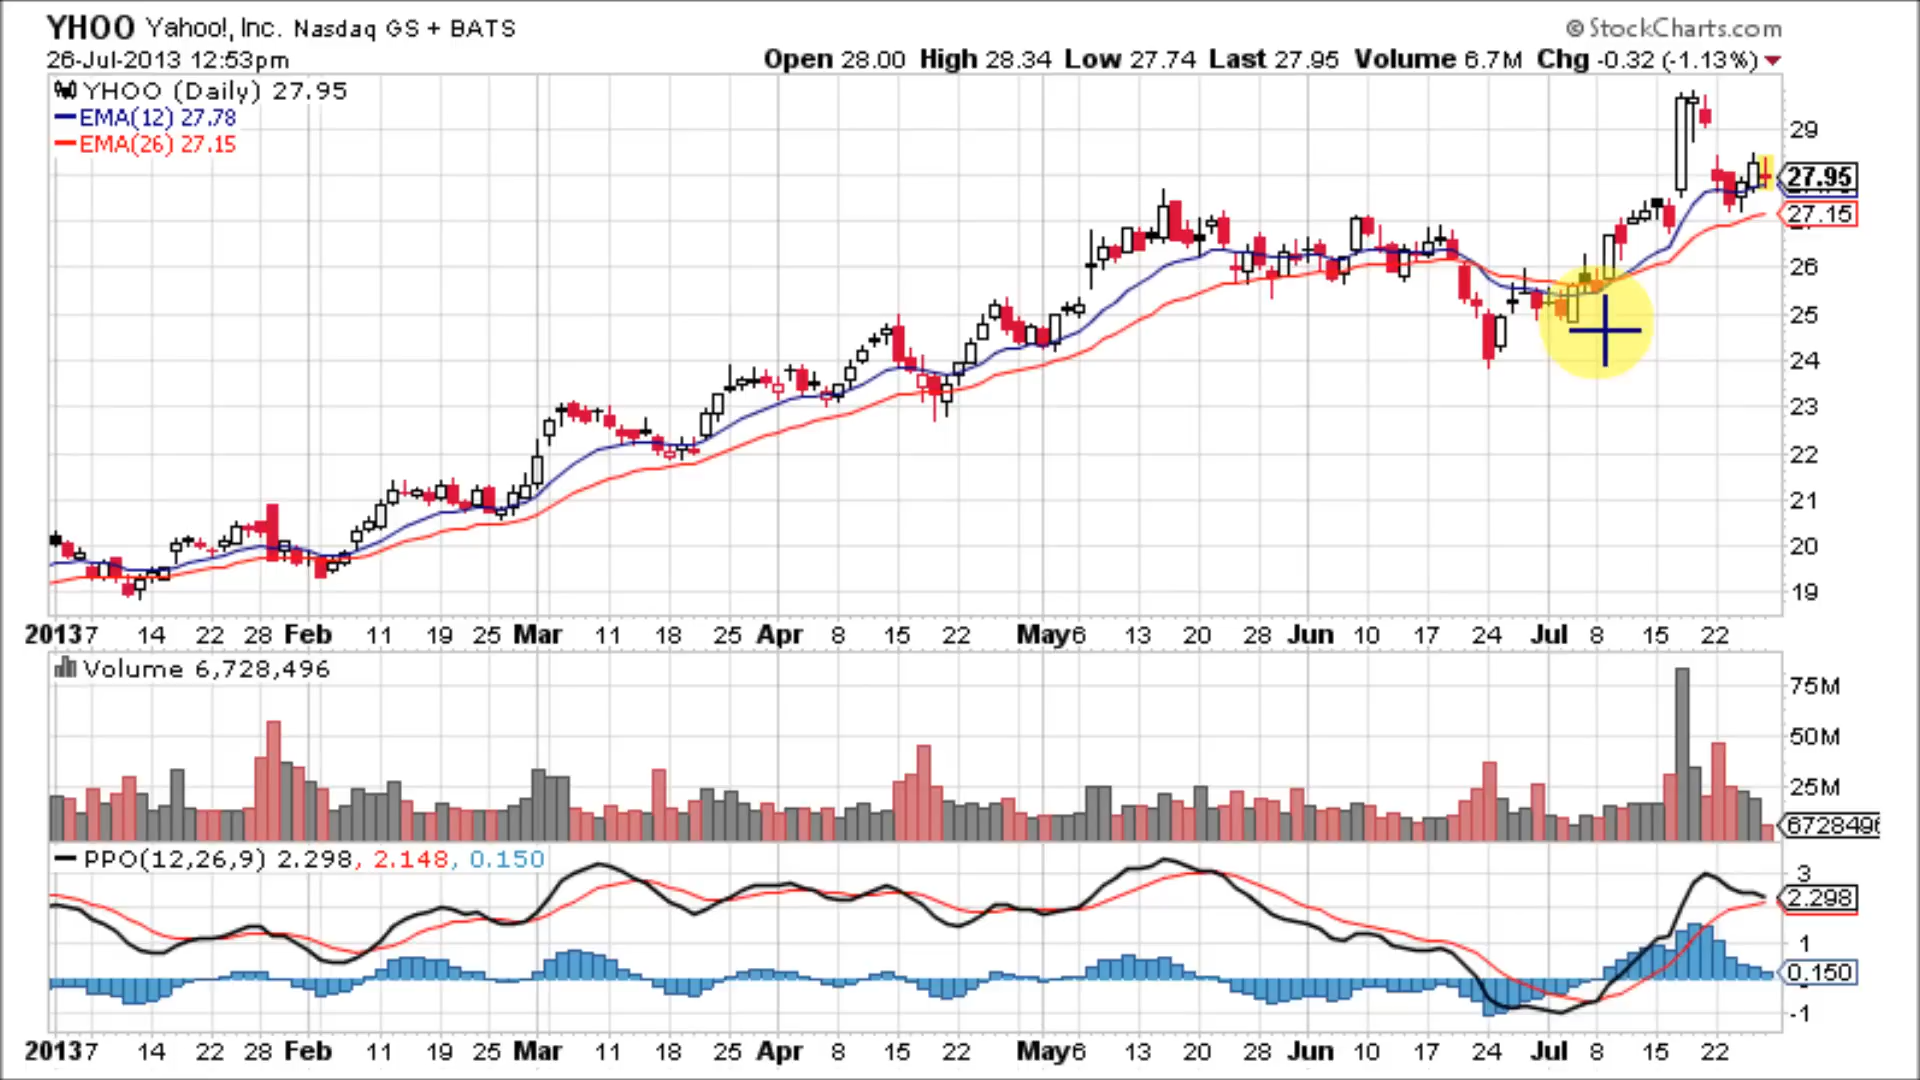 YHOO Yahoo!, Inc. Nasdaq GS + BATS
© StockCharts.com
26-Jul-2013 12:53pm
Open 28.00 High 28.34 Low 27.74 Last 27.95 Volume 6.7M Chg -0.32 (-1.13%)
YHOO (Daily) 27.95
EMA(12) 27.78
EMA(26) 27.15
29
27.95
27.15
26
25
24
23
22
21
20
19
2013 7 14 22 28 Feb 11 19 25 Mar 11 18 25 Apr 8 15 22 May 6 13 20 28 Jun 10 17 24 Jul 8 15 22
Volume 6,728,496
75M
50M
25M
6728496
PPO(12,26,9) 2.298, 2.148, 0.150
3
2.298
1
0.150
-1
2013 7 14 22 28 Feb 11 19 25 Mar 11 18 25 Apr 8 15 22 May 6 13 20 28 Jun 10 17 24 Jul 8 15 22